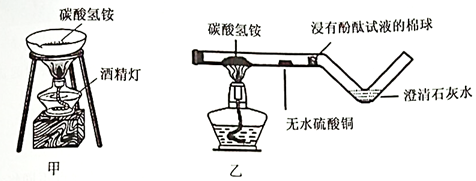 碳酸氢铵
酒精灯
甲
碳酸氢铵
浸有酚酞试液的棉球
无水硫酸铜
澄清石灰水
乙